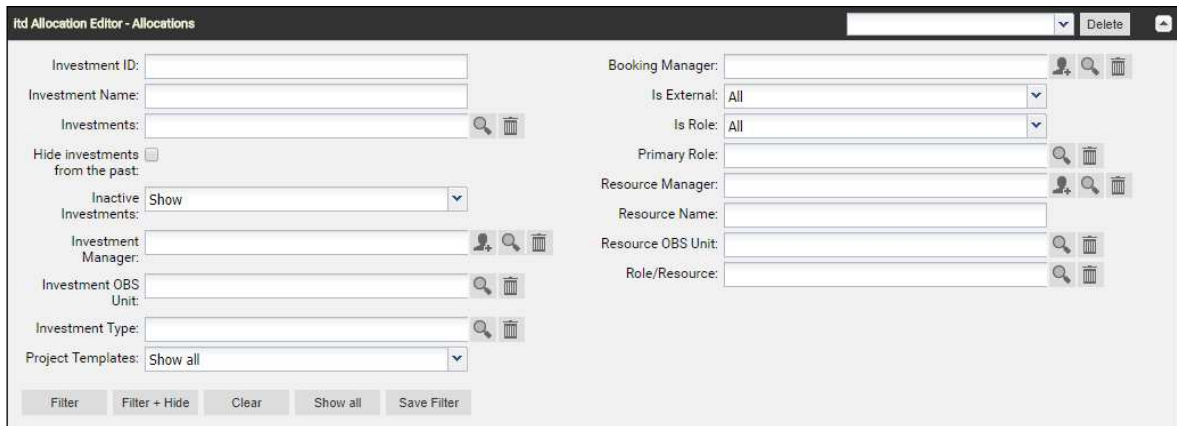 itd Allocation Editor - Allocations
Delete
Investment ID:
Investment Name:
Investments:
Hide investments
from the past:
Inactive
Investments:
Show
Investment
Manager:
Investment OBS
Unit:
Investment Type:
Project Templates:
Show all
Booking Manager:
Is External:
All
Is Role:
All
Primary Role:
Resource Manager:
Resource Name:
Resource OBS Unit:
Role/Resource:
Filter
Filter + Hide
Clear
Show all
Save Filter